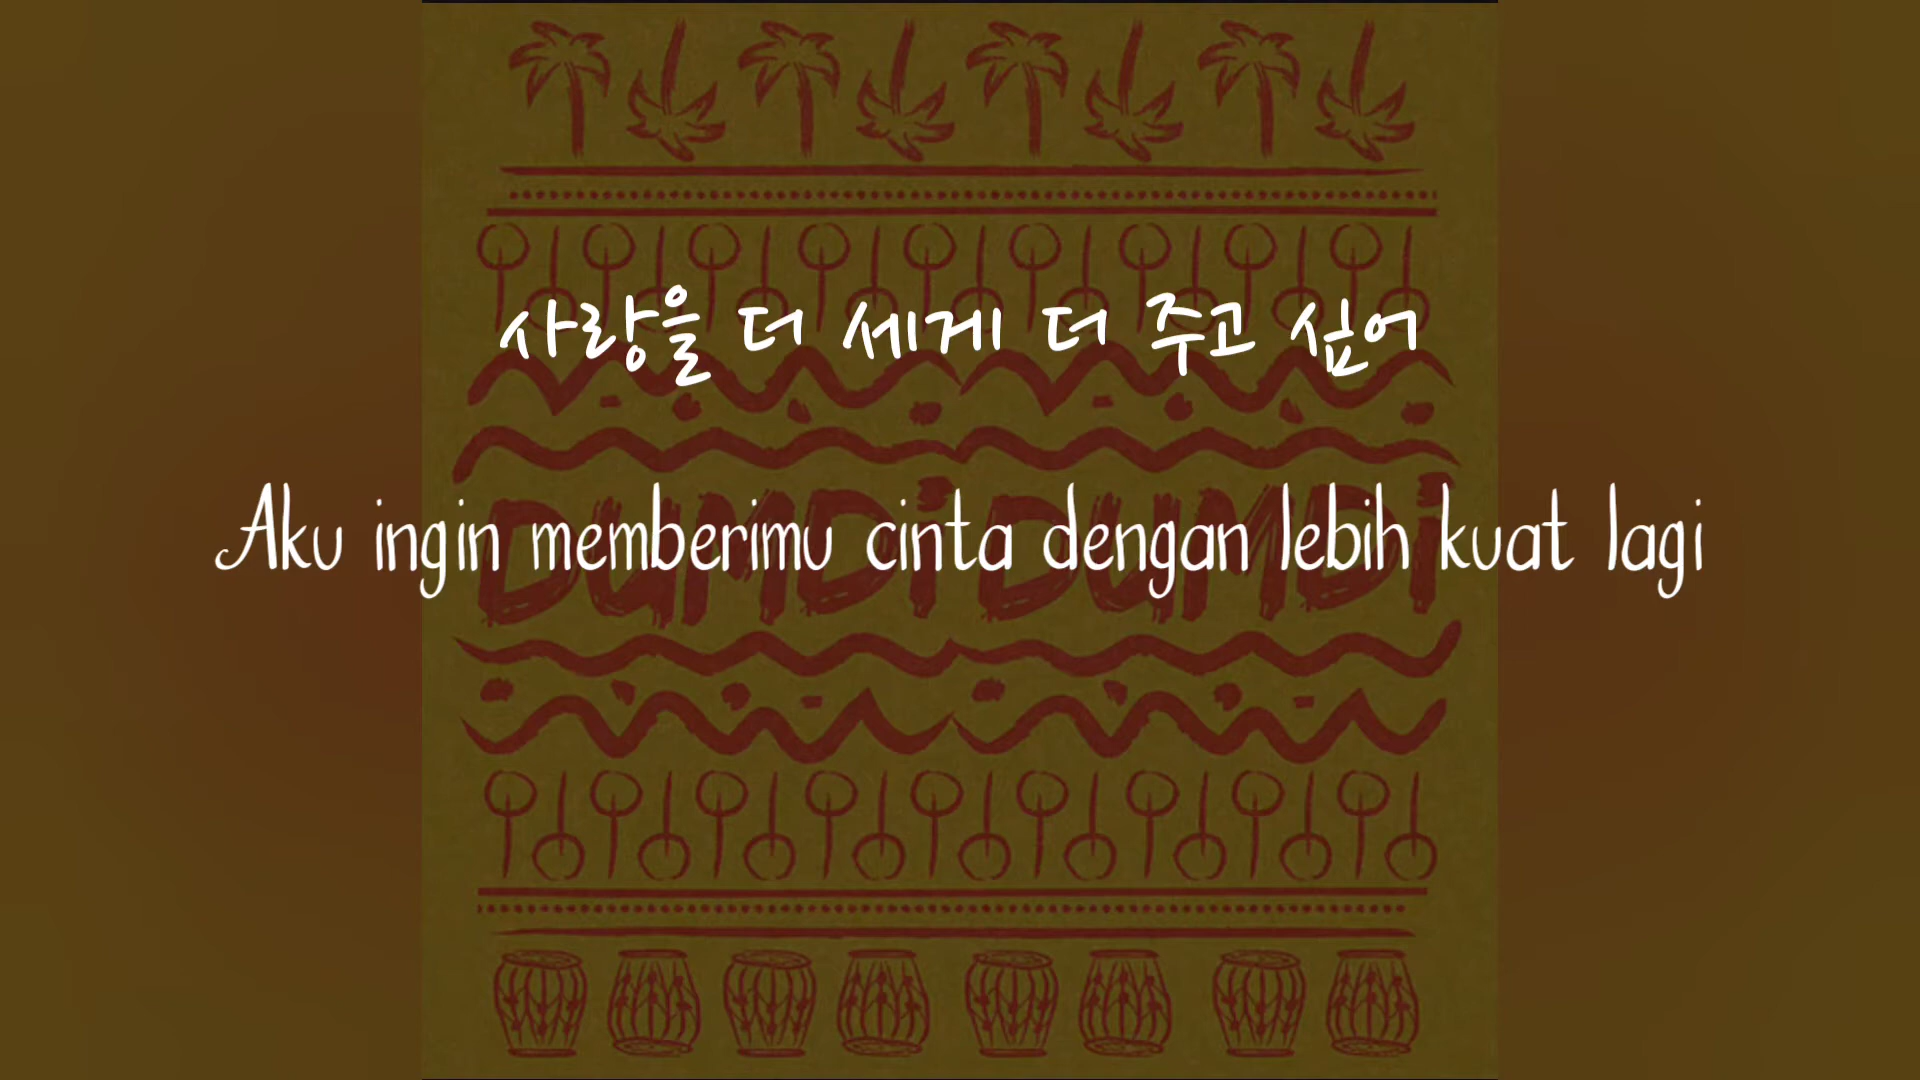 사랑을 더 세게 더 주고 싶어
Aku ingin memberimu cinta dengan lebih kuat lagi
DUMDi DUMDi